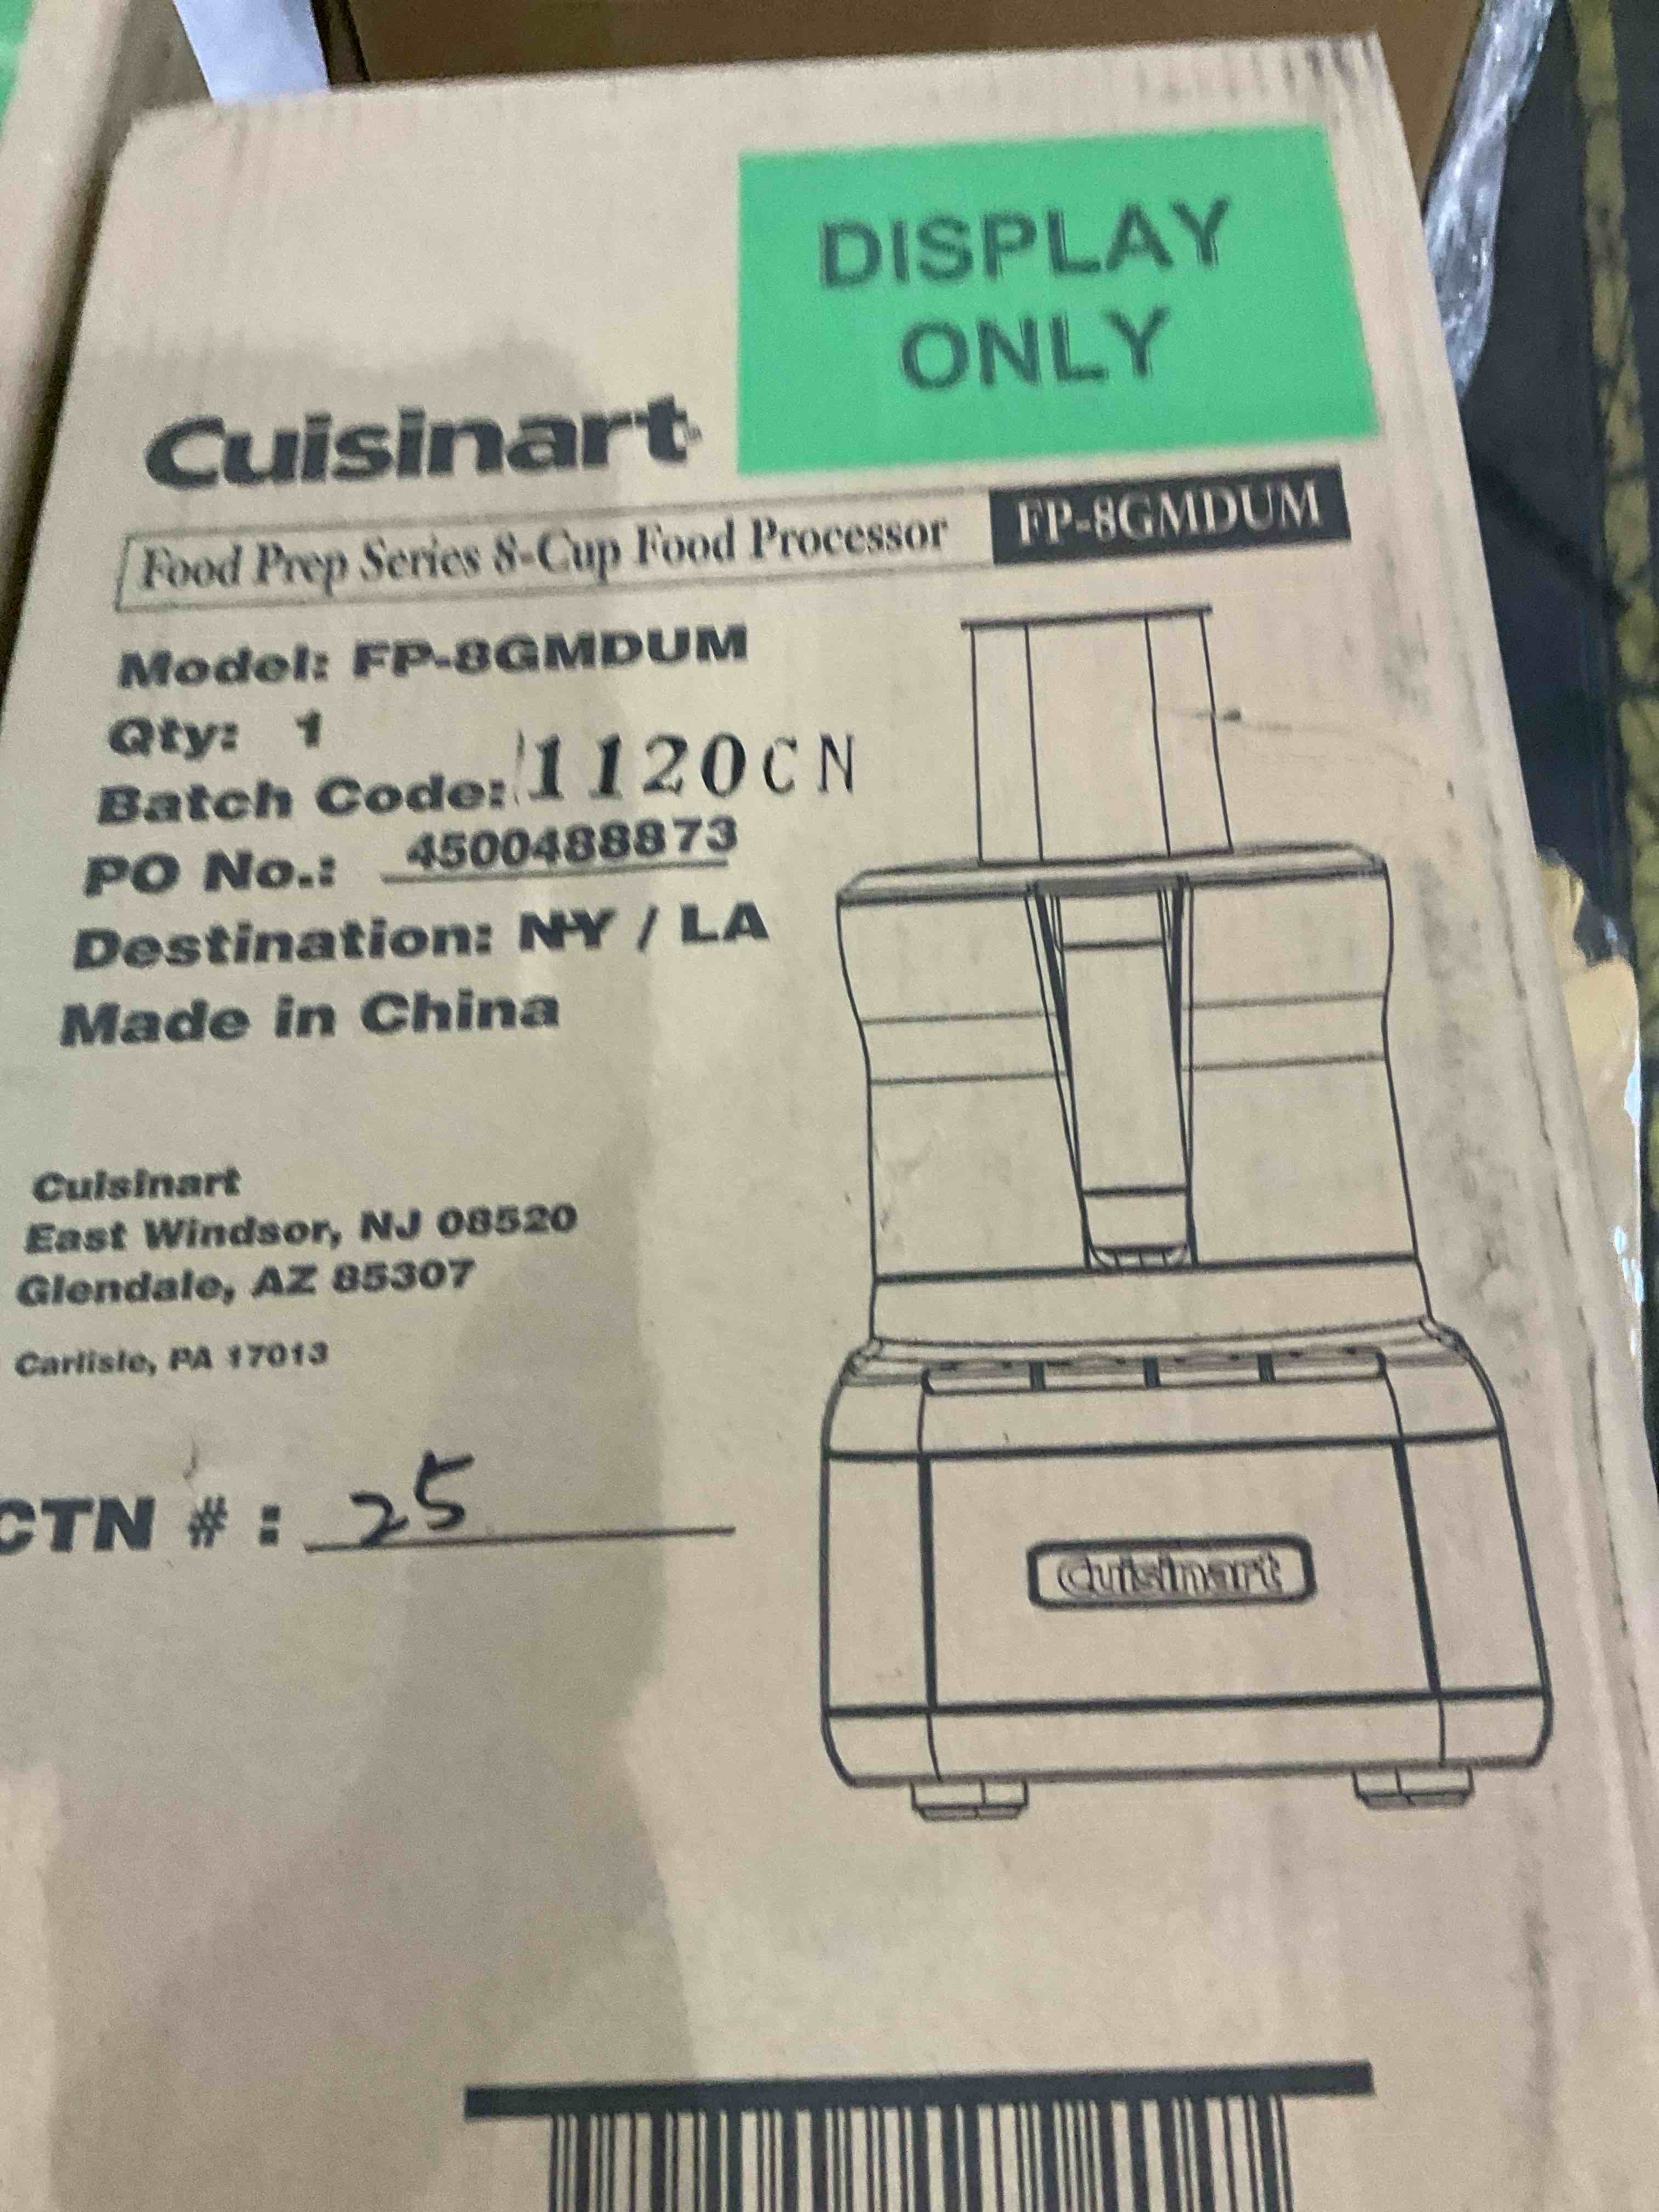 DISPLAY
ONLY
Cuisinart
Food Prep Series 8-Cup Food Processor FP-8GMDUM
Model: FP-8GMDUM
Qty: 1
Batch Code: 1120CN
PO No.: 4500488873
Destination: NY / LA
Made in China
Cuisinart
East Windsor, NJ 08520
Glendale, AZ 85307
Carlisle, PA 17013
CTN #: 25
Cuisinart